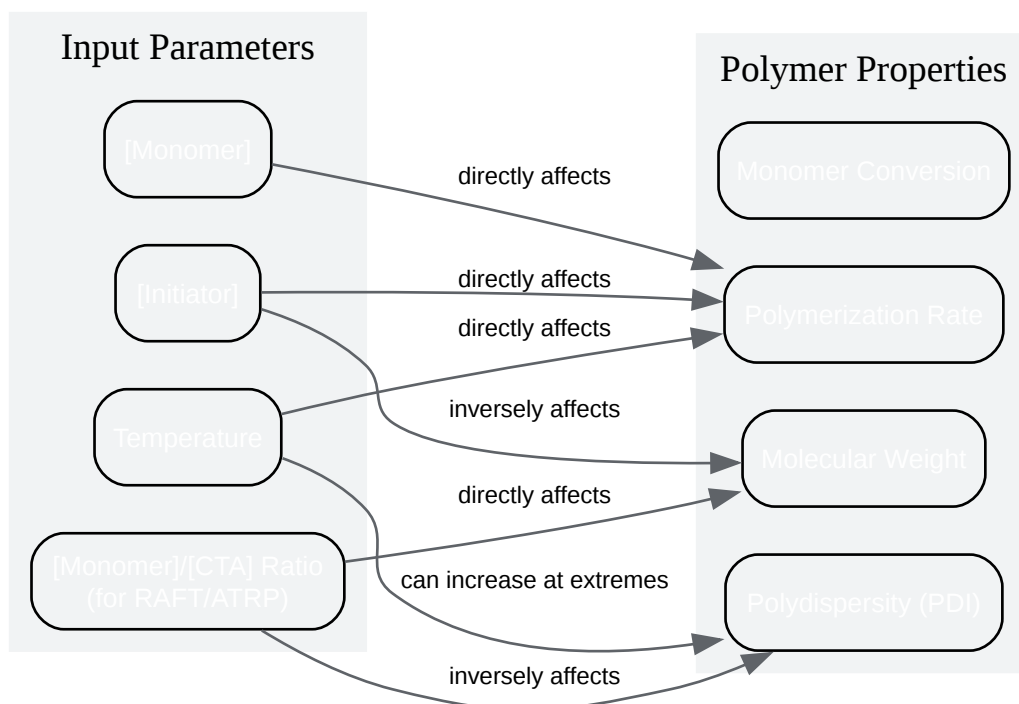 Input Parameters
[Monomer]
[Initiator]
Temperature
[Monomer]/[CTA] Ratio
(for RAFT/ATRP)
directly affects
directly affects
directly affects
inversely affects
directly affects
can increase at extremes
inversely affects
Polymer Properties
Monomer Conversion
Polymerization Rate
Molecular Weight
Polydispersity (PDI)